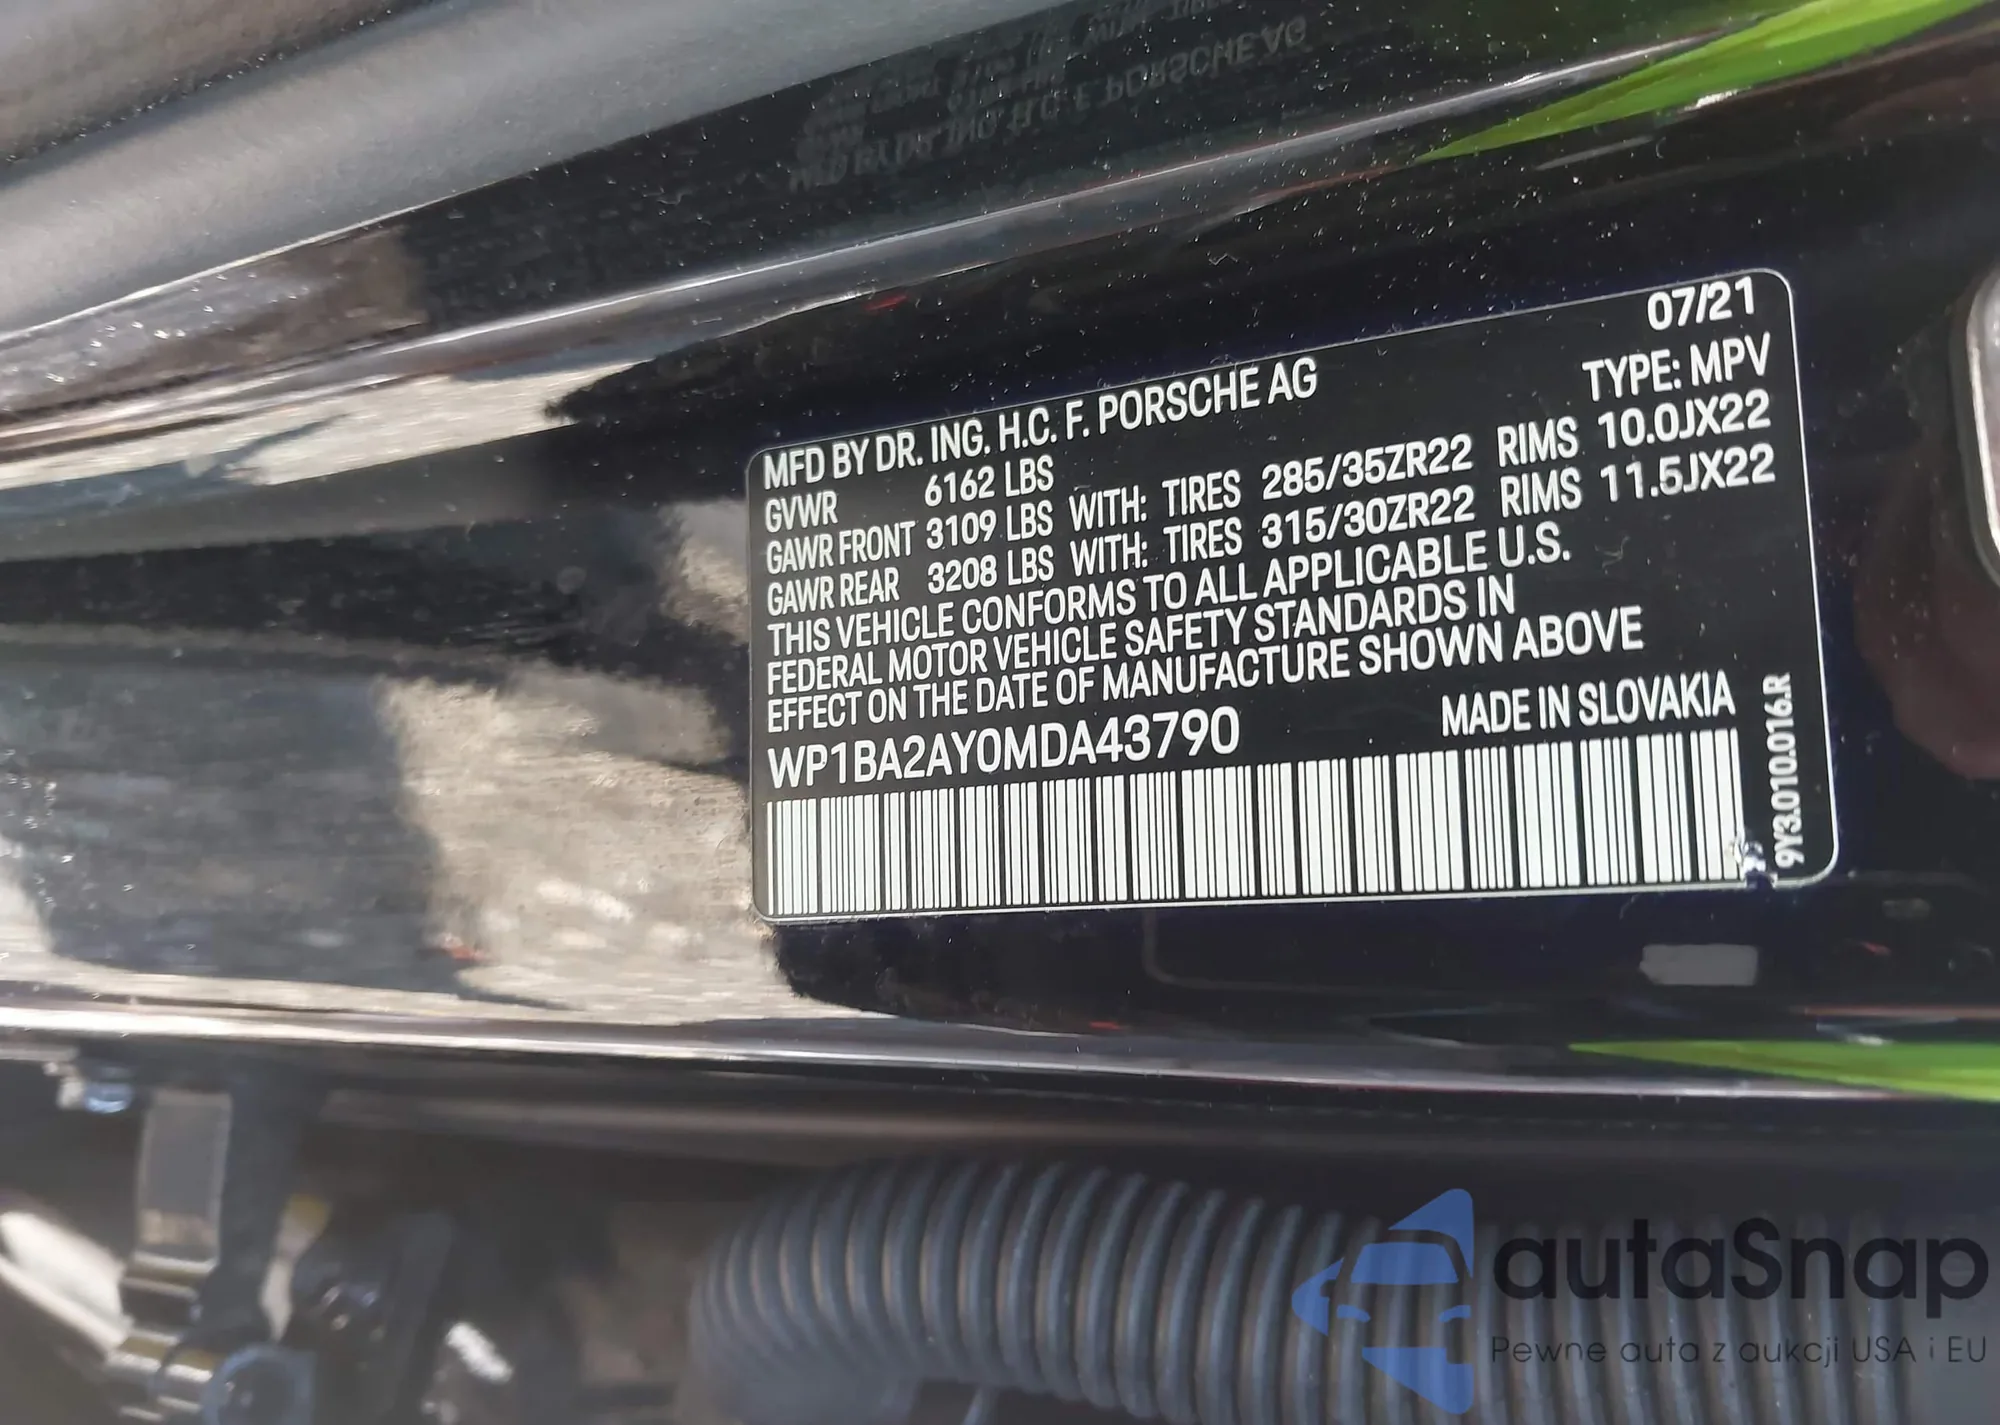 07/21
MFD BY DR. ING. H.C. F. PORSCHE AG TYPE: MPV
GVWR 6162 LBS
GAWR FRONT 3109 LBS WITH: TIRES 285/35ZR22 RIMS 10.0JX22
GAWR REAR 3208 LBS WITH: TIRES 315/30ZR22 RIMS 11.5JX22
THIS VEHICLE CONFORMS TO ALL APPLICABLE U.S.
FEDERAL MOTOR VEHICLE SAFETY STANDARDS IN
EFFECT ON THE DATE OF MANUFACTURE SHOWN ABOVE
WP1BA2AY0MDA43790 MADE IN SLOVAKIA
9Y3.010.016.R
autaSnap
Pewne auta z aukcji USA i EU